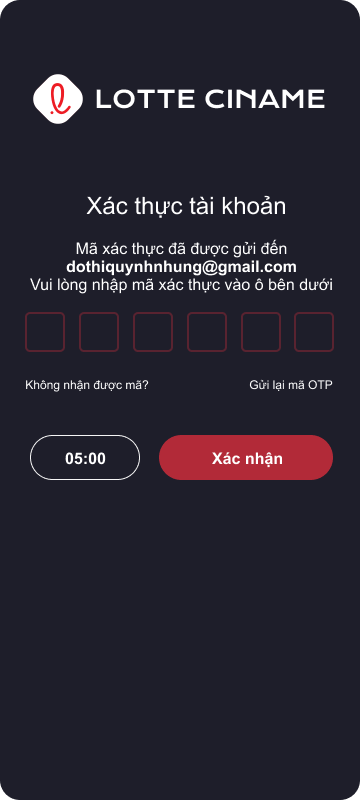 LOTTE CINAME
Xác thực tài khoản
Mã xác thực đã được gửi đến
dothiquynhnhung@gmail.com
Vui lòng nhập mã xác thực vào ô bên dưới
Không nhận được mã? Gửi lại mã OTP
05:00 Xác nhận